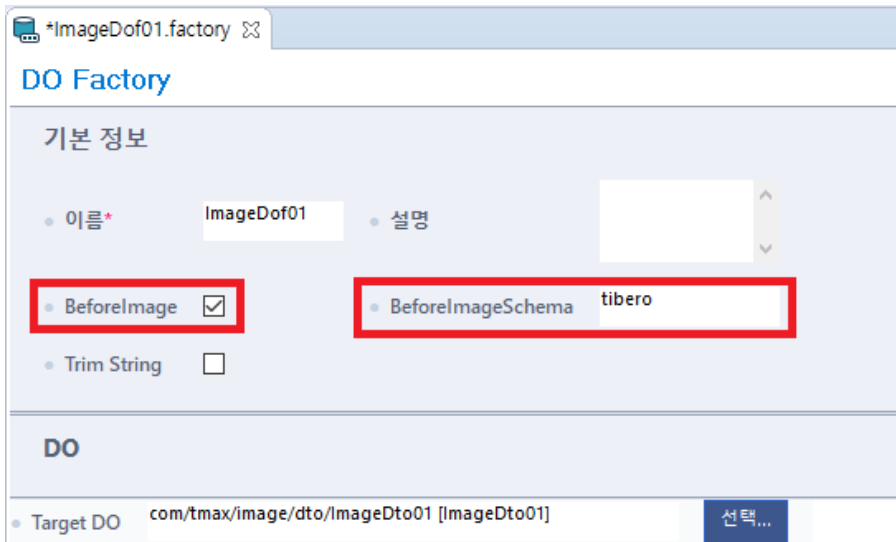 *ImageDof01.factory
DO Factory
기본 정보
이름* ImageDof01 설명
BeforeImage BeforeImageSchema tibero
Trim String
DO
Target DO com/tmax/image/dto/ImageDto01 [ImageDto01] 선택...